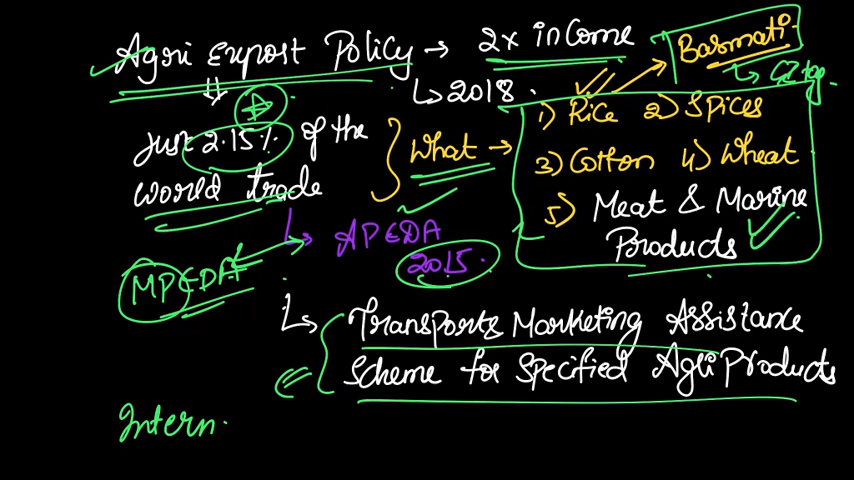 Agri Export Policy → 2x income
Basmati
↳ GI tag.
↳ 2018.
Just 2.15% of the
world trade
What →
1) Rice 2) Spices
3) Cotton 4) Wheat
5) Meat & Marine
Products
↳ APEDA
2015.
MPEDA
↳ Transports Marketing Assistance
Scheme for Specified Agri Products
Intern.